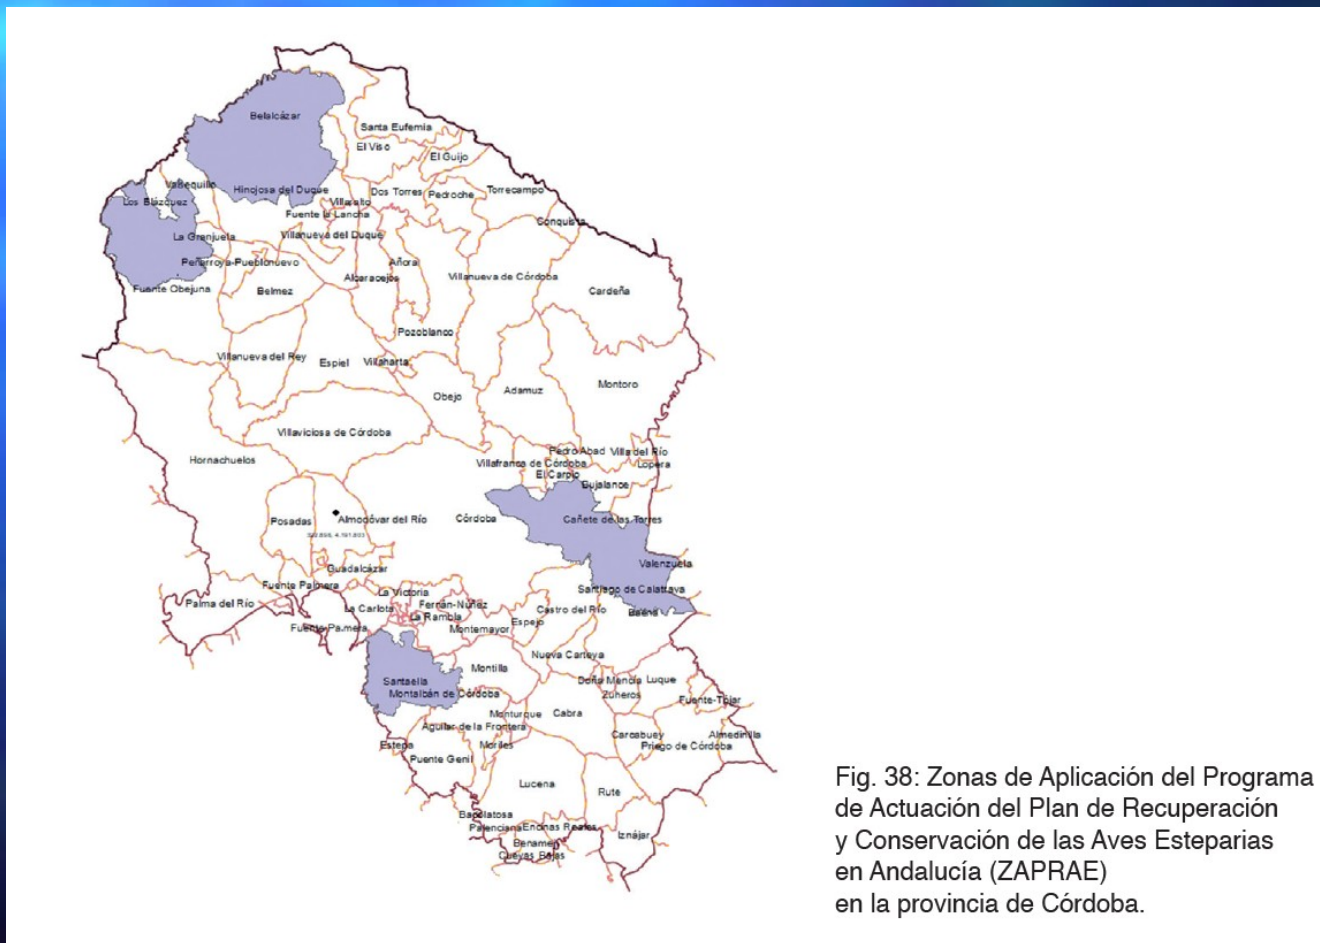 Belalcázar
Santa Eufemia
El Viso
El Guijo
Valsequillo
Hinojosa del Duque
Dos Torres
Pedroche
Torrecampo
Los Blázquez
Villaralto
Fuente la Lancha
Conquista
La Granjuela
Villanueva del Duque
Peñarroya-Pueblonuevo
Añora
Alcaracejos
Villanueva de Córdoba
Fuente Obejuna
Belmez
Cardeña
Pozoblanco
Villanueva del Rey
Espiel
Villaharta
Obejo
Adamuz
Montoro
Villaviciosa de Córdoba
Hornachuelos
Pedro Abad
Villa del Río
Villafranca de Córdoba
Lopera
El Carpio
Bujalance
Posadas
Almodóvar del Río
Córdoba
Cañete de las Torres
Guadalcázar
Valenzuela
Fuente Palmera
Santiago de Calatrava
La Victoria
Palma del Río
La Carlota
Fernán-Núñez
Castro del Río
Baena
La Rambla
Espejo
Fuente Palmera
Montemayor
Nueva Carteya
Montilla
Santaella
Doña Mencía
Luque
Montalbán de Córdoba
Zuheros
Fuente-Tójar
Monturque
Cabra
Aguilar de la Frontera
Carcabuey
Almedinilla
Estepa
Moriles
Priego de Córdoba
Puente Genil
Lucena
Rute
Badolatosa
Palenciana
Encinas Reales
Iznájar
Benamejí
Cuevas Bajas
Fig. 38: Zonas de Aplicación del Programa
de Actuación del Plan de Recuperación
y Conservación de las Aves Esteparias
en Andalucía (ZAPRAE)
en la provincia de Córdoba.